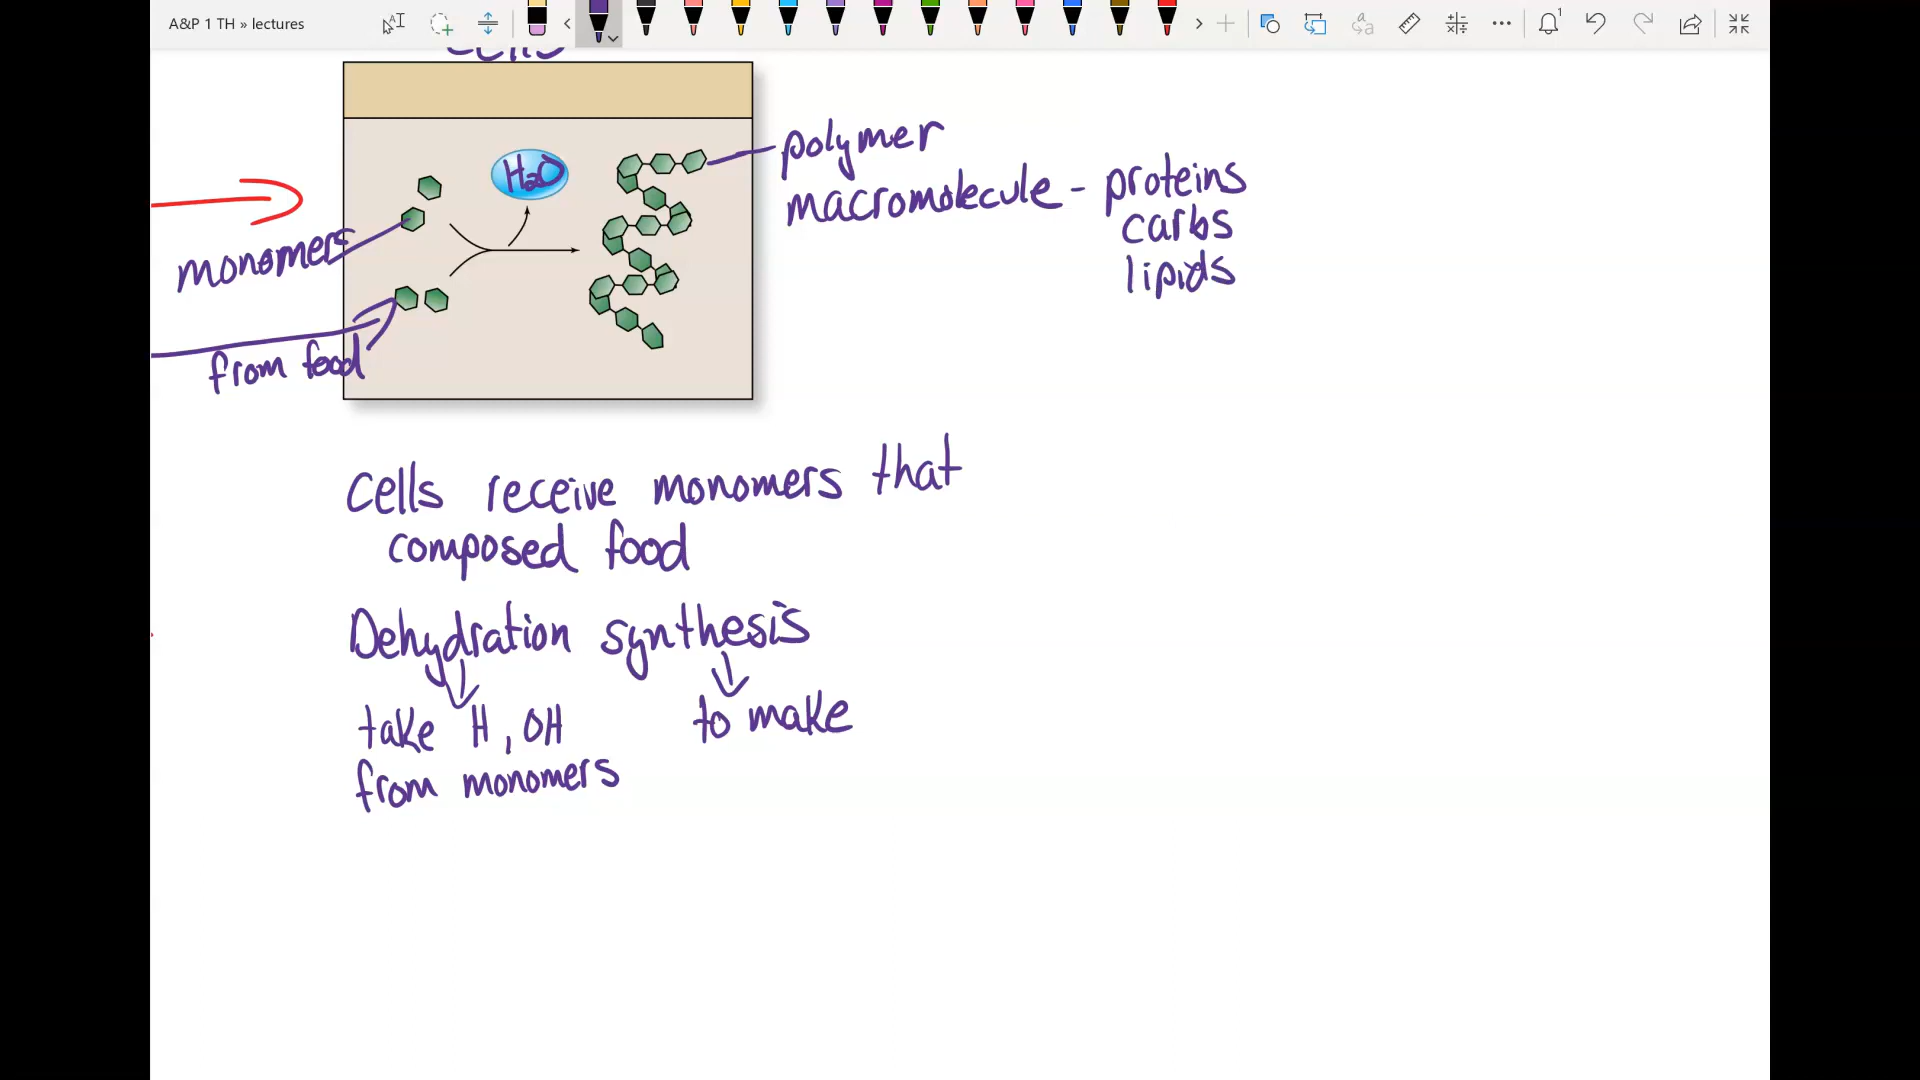 A&P 1 TH » lectures
cells
H₂O
polymer
macromolecule - proteins
carbs
lipids
monomers
from food
Cells receive monomers that
composed food
Dehydration synthesis
take H, OH
to make
from monomers